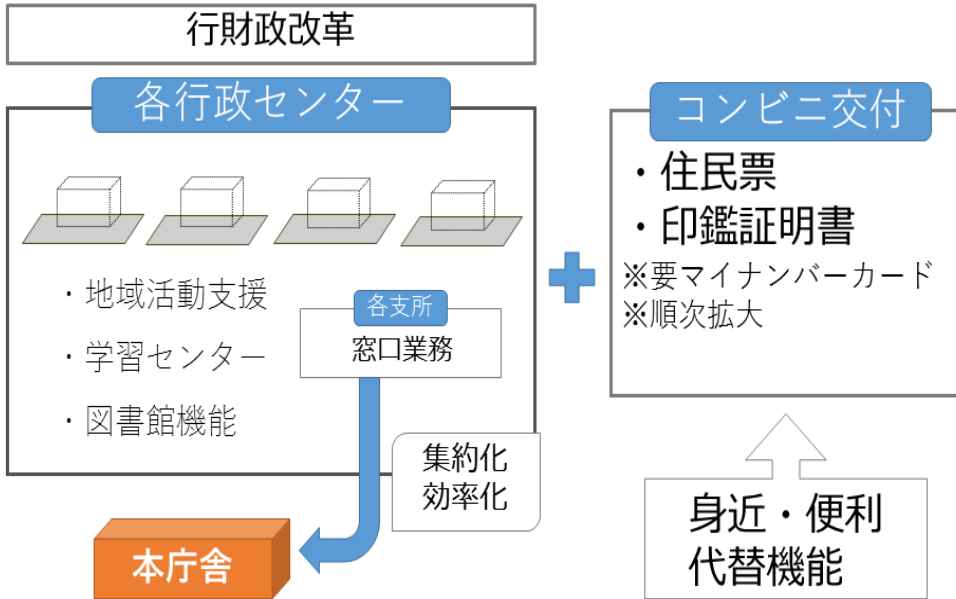 行財政改革
各行政センター
・地域活動支援
・学習センター
・図書館機能
各支所
窓口業務
集約化
効率化
本庁舎
コンビニ交付
・住民票
・印鑑証明書
※要マイナンバーカード
※順次拡大
身近・便利
代替機能